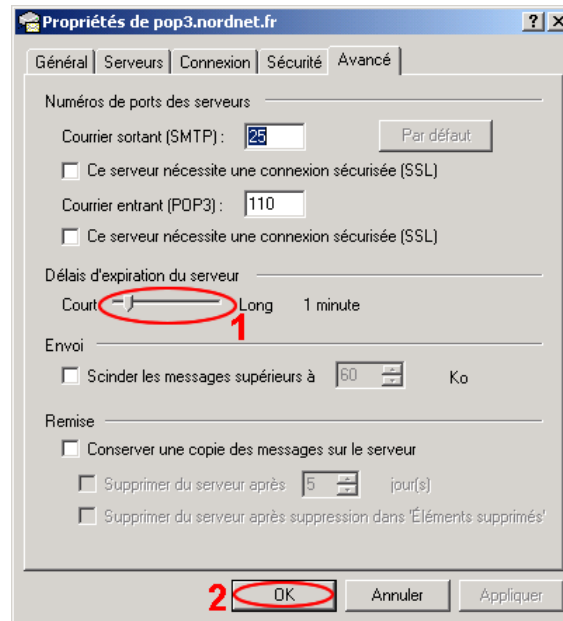 Propriétés de pop3.nordnet.fr ? ×
Général Serveurs Connexion Sécurité Avancé
Numéros de ports des serveurs
Courrier sortant (SMTP) : 25 Par défaut
Ce serveur nécessite une connexion sécurisée (SSL)
Courrier entrant (POP3) : 110
Ce serveur nécessite une connexion sécurisée (SSL)
Délais d'expiration du serveur
Court Long 1 minute
1
Envoi
Scinder les messages supérieurs à 60 Ko
Remise
Conserver une copie des messages sur le serveur
Supprimer du serveur après 5 jour(s)
Supprimer du serveur après suppression dans 'Éléments supprimés'
2 OK Annuler Appliquer